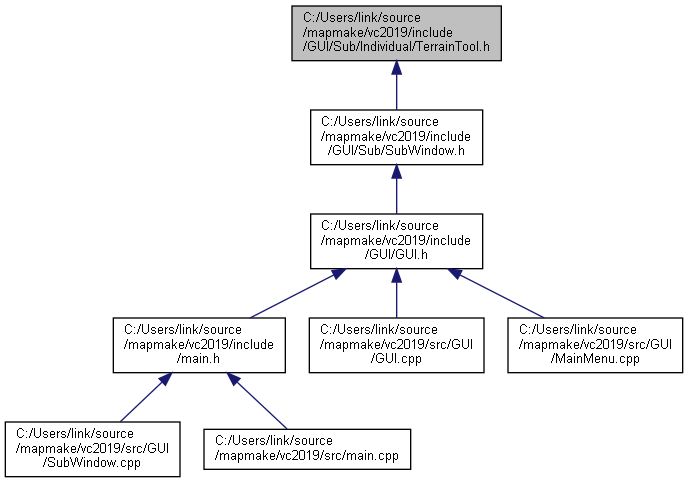 C:/Users/link/source
/mapmake/vc2019/include
/GUI/Sub/Individual/TerrainTool.h
C:/Users/link/source
/mapmake/vc2019/include
/GUI/Sub/SubWindow.h
C:/Users/link/source
/mapmake/vc2019/include
/GUI/GUI.h
C:/Users/link/source
/mapmake/vc2019/include
/main.h
C:/Users/link/source
/mapmake/vc2019/src/GUI
/GUI.cpp
C:/Users/link/source
/mapmake/vc2019/src/GUI
/MainMenu.cpp
C:/Users/link/source
/mapmake/vc2019/src/GUI
/SubWindow.cpp
C:/Users/link/source
/mapmake/vc2019/src/main.cpp